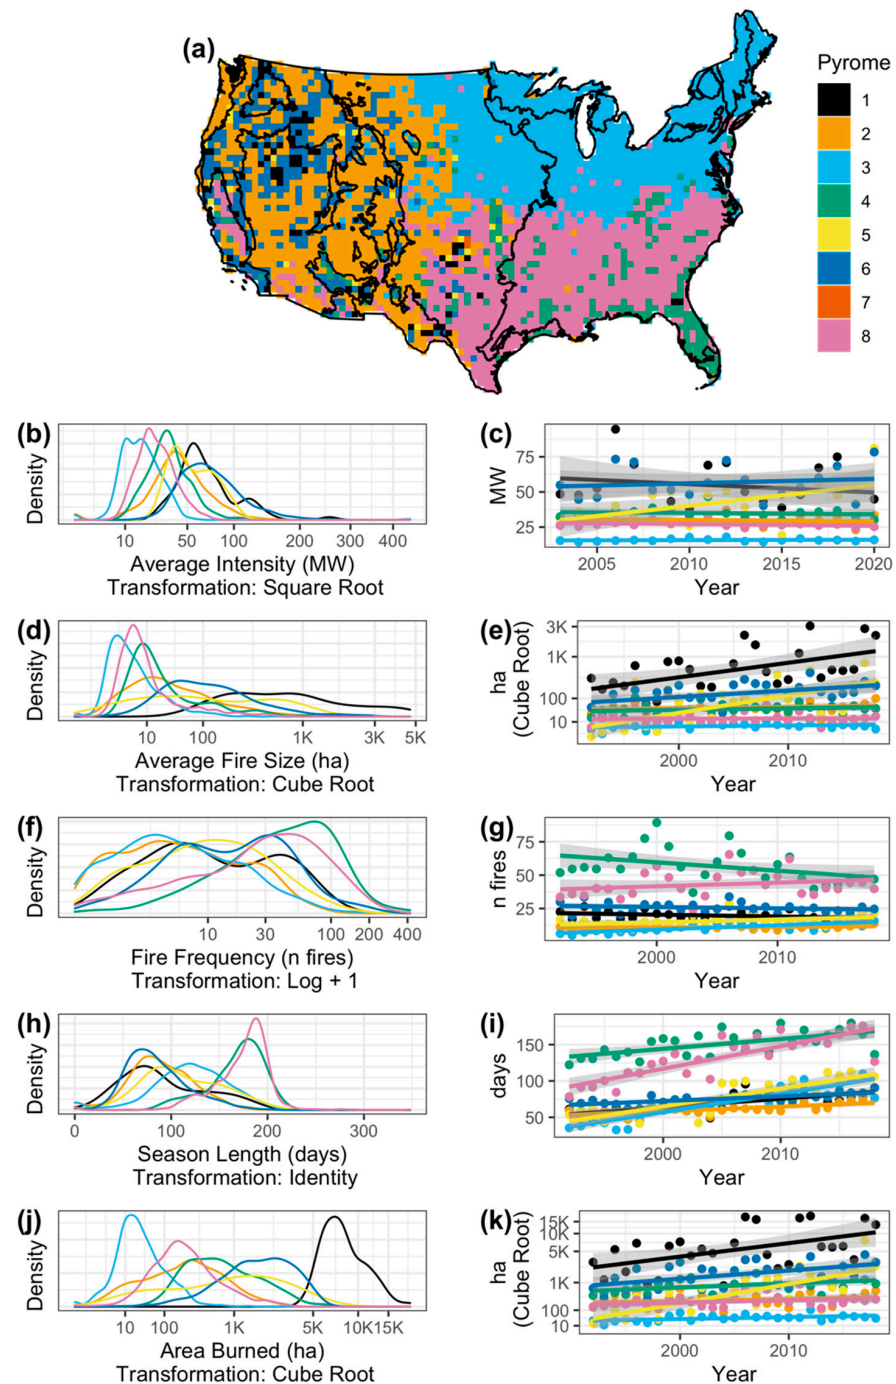 (a)
Pyrome
1
2
3
4
5
6
7
8
(b)
Density
10 50 100 200 300 400
Average Intensity (MW)
Transformation: Square Root
(c)
MW
75
50
25
2005 2010 2015 2020
Year
(d)
Density
10 100 1K 3K 5K
Average Fire Size (ha)
Transformation: Cube Root
(e)
ha
(Cube Root)
3K
1K
100
10
2000 2010
Year
(f)
Density
10 30 100 200 400
Fire Frequency (n fires)
Transformation: Log + 1
(g)
n fires
75
50
25
2000 2010
Year
(h)
Density
0 100 200 300
Season Length (days)
Transformation: Identity
(i)
days
150
100
50
2000 2010
Year
(j)
Density
10 100 1K 5K 10K 15K
Area Burned (ha)
Transformation: Cube Root
(k)
ha
(Cube Root)
15K
10K
5K
1K
100
10
2000 2010
Year